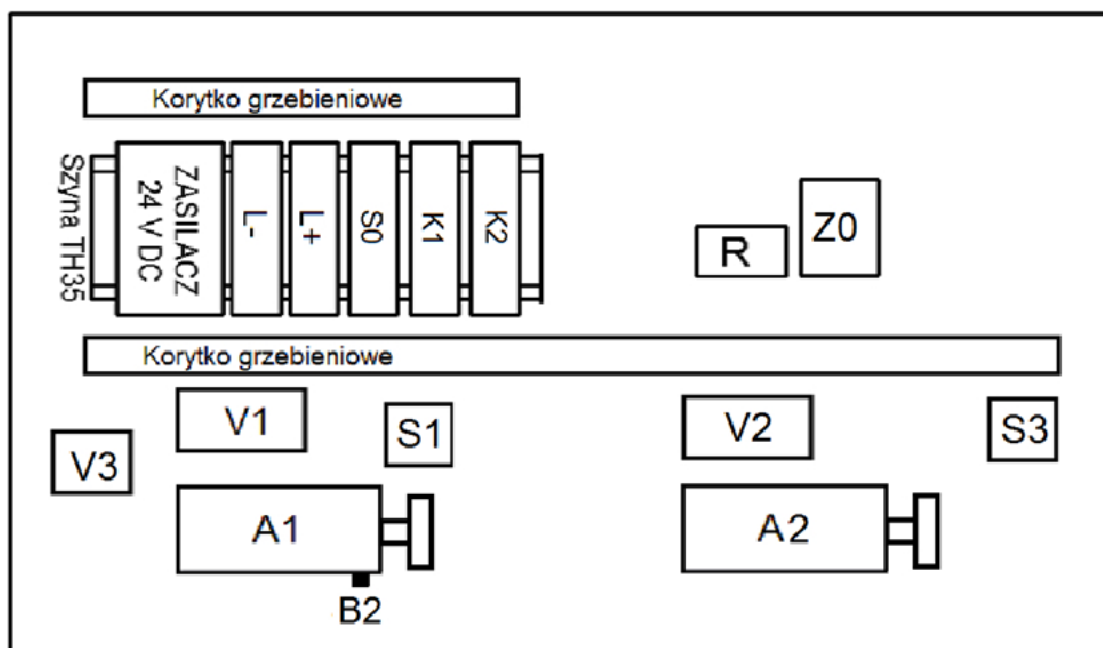 Korytko grzebieniowe
Szyna TH35
ZASILACZ
24 V DC
L-
L+
S0
K1
K2
R
Z0
Korytko grzebieniowe
V1
S1
V2
S3
V3
A1
A2
B2